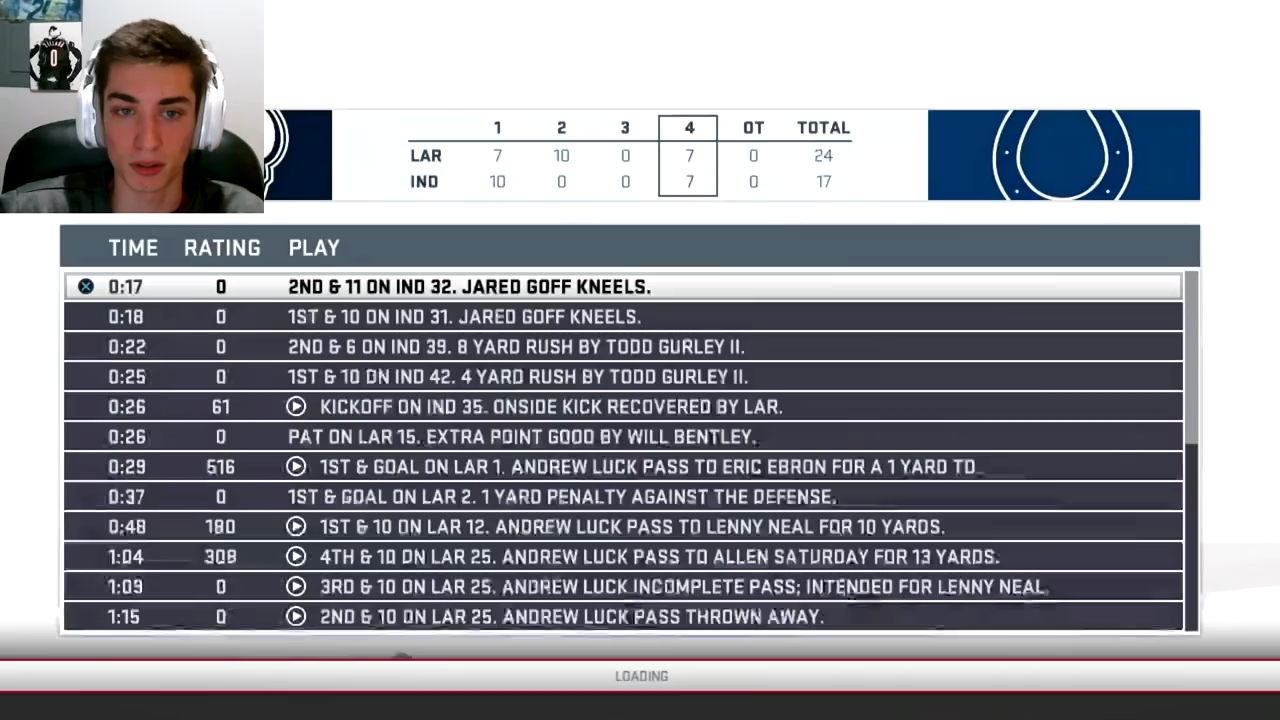 LILLARD
0
1 2 3 4 OT TOTAL
LAR 7 10 0 7 0 24
IND 10 0 0 7 0 17
TIME RATING PLAY
0:17 0 2ND & 11 ON IND 32. JARED GOFF KNEELS.
0:18 0 1ST & 10 ON IND 31. JARED GOFF KNEELS.
0:22 0 2ND & 6 ON IND 39. 8 YARD RUSH BY TODD GURLEY II.
0:25 0 1ST & 10 ON IND 42. 4 YARD RUSH BY TODD GURLEY II.
0:26 61 KICKOFF ON IND 35. ONSIDE KICK RECOVERED BY LAR.
0:26 0 PAT ON LAR 15. EXTRA POINT GOOD BY WILL BENTLEY.
0:29 516 1ST & GOAL ON LAR 1. ANDREW LUCK PASS TO ERIC EBRON FOR A 1 YARD TD.
0:37 0 1ST & GOAL ON LAR 2. 1 YARD PENALTY AGAINST THE DEFENSE.
0:48 180 1ST & 10 ON LAR 12. ANDREW LUCK PASS TO LENNY NEAL FOR 10 YARDS.
1:04 308 4TH & 10 ON LAR 25. ANDREW LUCK PASS TO ALLEN SATURDAY FOR 13 YARDS.
1:09 0 3RD & 10 ON LAR 25. ANDREW LUCK INCOMPLETE PASS; INTENDED FOR LENNY NEAL.
1:15 0 2ND & 10 ON LAR 25. ANDREW LUCK PASS THROWN AWAY.
LOADING